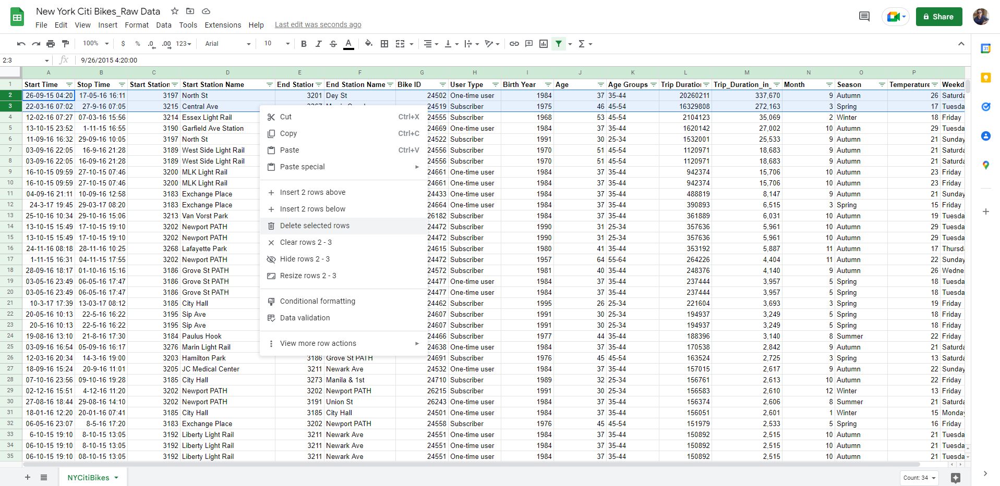 New York Citi Bikes_Raw Data
File Edit View Insert Format Data Tools Extensions Help Last edit was seconds ago
Share
100% $ % .0 .00 123 Arial 10 B I S A
2:3 fx 9/26/2015 4:20:00
A B C D E F G H I J K L M N O P
1 Start Time Stop Time Start Station Start Station Name End Station End Station Name Bike ID User Type Birth Year Age Age Groups Trip Duration Trip_Duration_in_ Month Season Temperature Weekd
2 26-09-15 04:20 17-05-16 16:11 3197 North St 3201 Dey St 24502 One-time user 1984 37 35-44 20260211 337,670 9 Autumn 26 Saturda
3 22-03-16 07:02 27-9-16 07:05 3215 Central Ave 24519 Subscriber 1975 46 45-54 16329808 272,163 3 Spring 17 Tuesda
4 12-02-16 07:27 07-03-16 15:56 3214 Essex Light Rail 24555 Subscriber 1968 53 45-54 2104123 35,069 2 Winter 18 Friday
5 13-10-15 23:52 1-11-15 16:55 3190 Garfield Ave Station 24669 One-time user 1984 37 35-44 1620142 27,002 10 Autumn 29 Tuesda
6 11-09-16 16:32 29-09-16 10:05 3197 North St 24522 Subscriber 1991 30 25-34 1532001 25,533 9 Autumn 21 Sunday
7 03-09-16 22:05 16-9-16 21:28 3189 West Side Light Rail 24556 Subscriber 1970 51 45-54 1120971 18,683 9 Autumn 21 Saturda
8 03-09-16 22:05 16-09-16 21:28 3189 West Side Light Rail 24556 Subscriber 1970 51 45-54 1120971 18,683 9 Autumn 21 Saturda
9 16-10-15 09:59 27-10-15 07:46 3200 MLK Light Rail 24661 One-time user 1984 37 35-44 942374 15,706 10 Autumn 23 Friday
10 16-10-15 09:59 27-10-15 07:46 3200 MLK Light Rail 24661 One-time user 1984 37 35-44 942374 15,706 10 Autumn 23 Friday
11 04-09-16 21:11 10-09-16 12:58 3183 Exchange Place 24433 One-time user 1984 37 35-44 488819 8,147 9 Autumn 21 Sunday
12 24-3-17 19:45 29-03-17 08:20 3183 Exchange Place 24664 One-time user 1984 37 35-44 390893 6,515 3 Spring 15 Friday
13 25-10-16 10:34 29-10-16 15:06 3213 Van Vorst Park 26182 Subscriber 1984 37 35-44 361889 6,031 10 Autumn 19 Tuesda
14 13-10-15 15:49 17-10-15 19:10 3202 Newport PATH 24472 Subscriber 1990 31 25-34 357636 5,961 10 Autumn 29 Tuesda
15 13-10-15 15:49 17-10-15 19:10 3202 Newport PATH 24472 Subscriber 1990 31 25-34 357636 5,961 10 Autumn 29 Tuesda
16 24-11-16 08:18 28-11-16 10:25 3268 Lafayette Park 24615 Subscriber 1980 41 35-44 353192 5,887 11 Autumn 17 Thursd
17 1-11-15 16:31 04-11-15 17:55 3202 Newport PATH 24472 Subscriber 1957 64 55-64 264226 4,404 11 Autumn 22 Sunday
18 28-09-16 18:17 01-10-16 15:16 3186 Grove St PATH 24572 Subscriber 1981 40 35-44 248376 4,140 9 Autumn 26 Wedne
19 03-05-16 23:49 06-05-16 17:47 3186 Grove St PATH 24477 One-time user 1984 37 35-44 237444 3,957 5 Spring 18 Tuesda
20 03-05-16 23:49 06-05-16 17:47 3186 Grove St PATH 24477 One-time user 1984 37 35-44 237444 3,957 5 Spring 18 Tuesda
21 10-3-17 17:39 13-03-17 08:12 3185 City Hall 24462 Subscriber 1995 26 25-34 221604 3,693 3 Spring 19 Friday
22 20-05-16 10:13 22-5-16 16:22 3195 Sip Ave 24607 Subscriber 1991 30 25-34 194937 3,249 5 Spring 18 Friday
23 20-5-16 10:13 22-5-16 16:22 3195 Sip Ave 24607 Subscriber 1991 30 25-34 194937 3,249 5 Spring 18 Friday
24 19-08-16 13:10 21-8-16 17:30 3184 Paulus Hook 24466 Subscriber 1977 44 35-44 188396 3,140 8 Summer 22 Friday
25 03-09-16 16:54 05-09-16 16:17 3276 Marin Light Rail 24638 One-time user 1984 37 35-44 170538 2,842 9 Autumn 21 Saturda
26 12-03-16 20:34 14-3-16 19:00 3203 Hamilton Park 3186 Grove St PATH 24691 Subscriber 1976 45 45-54 163524 2,725 3 Spring 13 Saturda
27 18-09-16 15:24 20-9-16 11:01 3205 JC Medical Center 3211 Newark Ave 24532 One-time user 1984 37 35-44 157015 2,617 9 Autumn 22 Sunday
28 07-10-16 23:56 09-10-16 19:28 3185 City Hall 3273 Manila & 1st 24710 Subscriber 1989 32 25-34 156761 2,613 10 Autumn 22 Friday
29 02-12-16 15:51 4-12-16 11:20 3202 Newport PATH 3202 Newport PATH 26215 Subscriber 1991 30 25-34 156583 2,610 12 Winter 13 Friday
30 27-08-16 18:44 29-08-16 14:10 3202 Newport PATH 3191 Union St 26243 One-time user 1984 37 35-44 156374 2,606 8 Summer 21 Saturda
31 18-01-16 12:20 20-01-16 07:41 3185 City Hall 3185 City Hall 24501 One-time user 1984 37 35-44 156051 2,601 1 Winter 15 Monday
32 06-05-16 23:07 8-5-16 17:20 3183 Exchange Place 3202 Newport PATH 24558 Subscriber 1976 45 45-54 151979 2,533 5 Spring 16 Friday
33 6-10-15 19:10 8-10-15 13:05 3192 Liberty Light Rail 3211 Newark Ave 24551 One-time user 1984 37 35-44 150892 2,515 10 Autumn 21 Tuesda
34 06-10-15 19:10 8-10-15 13:05 3192 Liberty Light Rail 3211 Newark Ave 24551 One-time user 1984 37 35-44 150892 2,515 10 Autumn 21 Tuesda
35 06-10-15 19:10 08-10-15 13:05 3192 Liberty Light Rail 3211 Newark Ave 24551 One-time user 1984 37 35-44 150892 2,515 10 Autumn 21 Tuesda
Cut Ctrl+X
Copy Ctrl+C
Paste Ctrl+V
Paste special
Insert 2 rows above
Insert 2 rows below
Delete selected rows
Clear rows 2 - 3
Hide rows 2 - 3
Resize rows 2 - 3
Conditional formatting
Data validation
View more row actions
31
NYCitiBikes
Count: 34